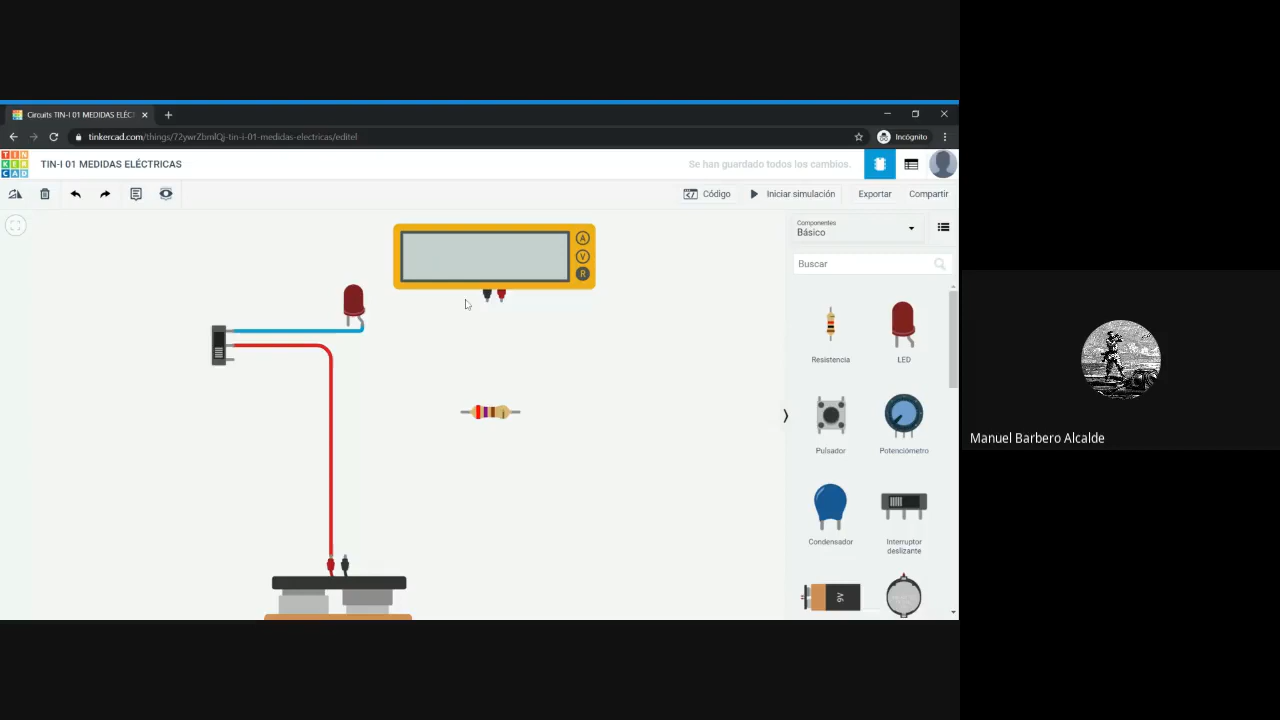 Circuits TIN-I 01 MEDIDAS ELÉCT
tinkercad.com/things/72ywrZbmlQj-tin-i-01-medidas-electricas/editel
Incógnito
TIN
KER
CAD
TIN-I 01 MEDIDAS ELÉCTRICAS
Se han guardado todos los cambios.
Código
Iniciar simulación
Exportar
Compartir
Componentes
Básico
Buscar
A
V
R
Resistencia
LED
Pulsador
Potenciómetro
Condensador
Interruptor
deslizante
9V
Manuel Barbero Alcalde